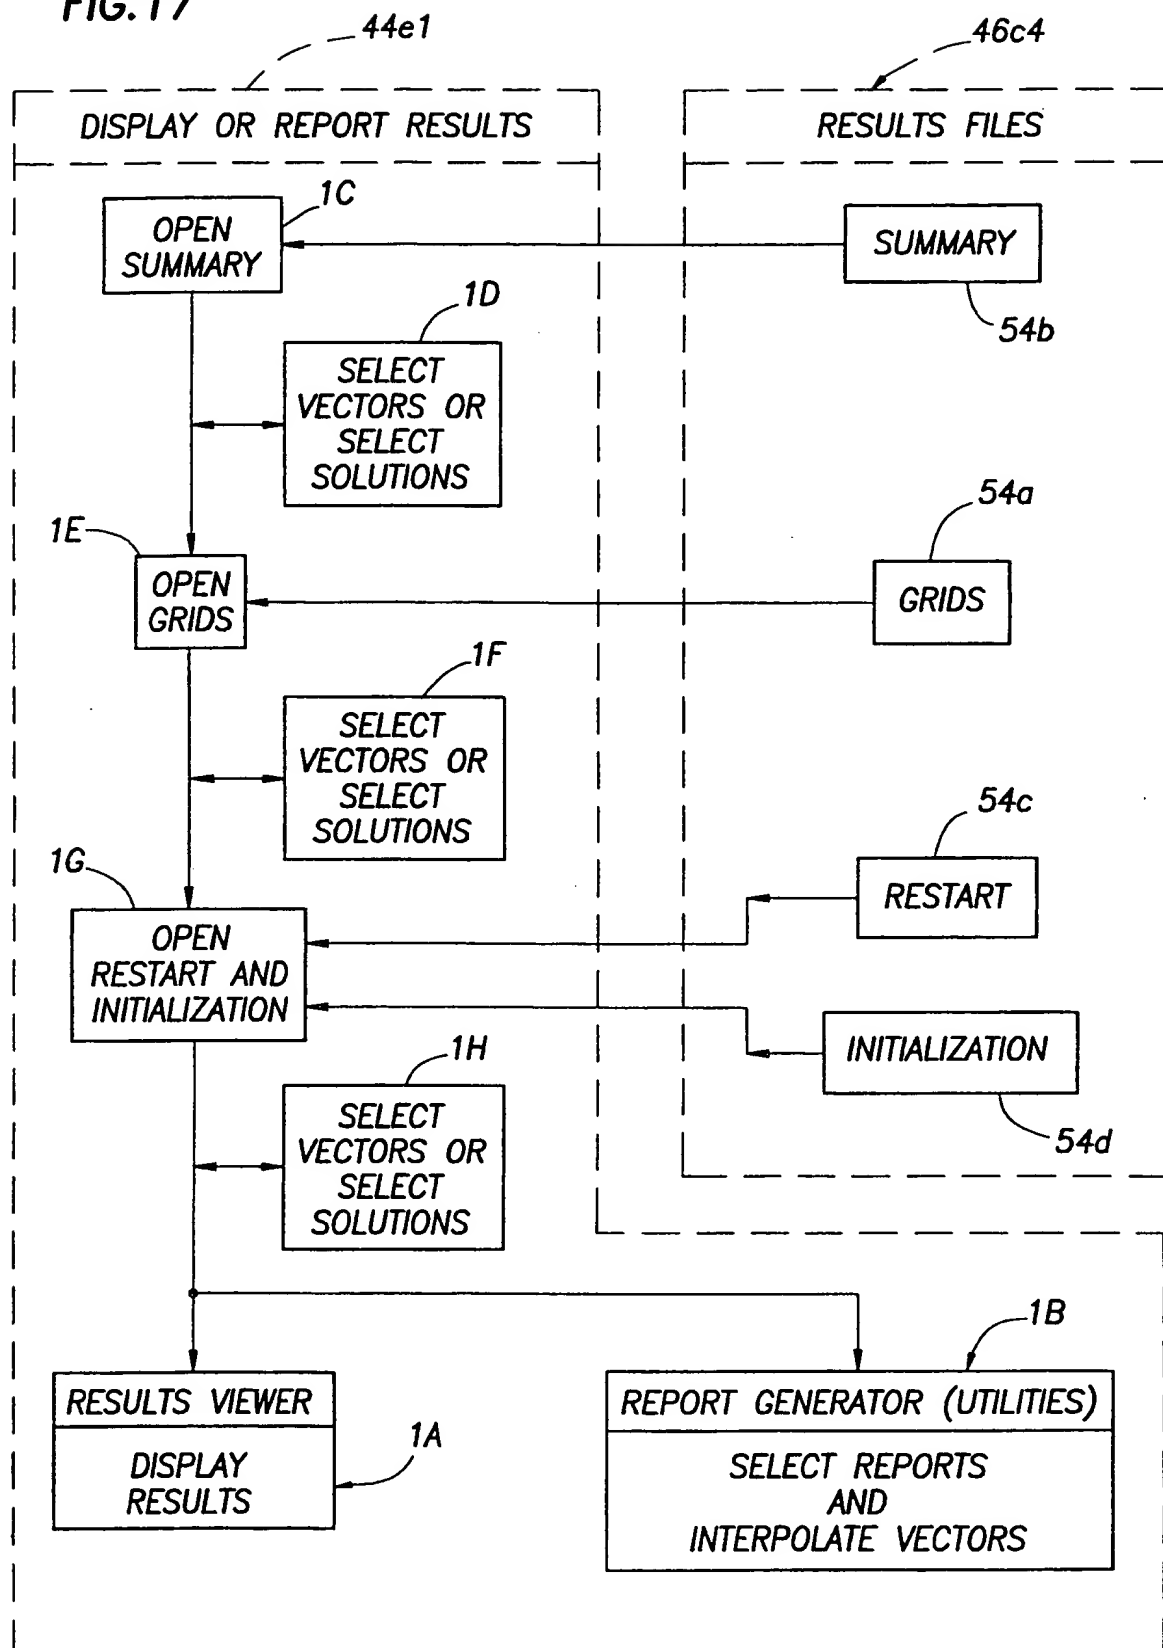 FIG.17
44e1
46c4
DISPLAY OR REPORT RESULTS
RESULTS FILES
1C
OPEN
SUMMARY
SUMMARY
54b
1D
SELECT
VECTORS OR
SELECT
SOLUTIONS
54a
1E
OPEN
GRIDS
GRIDS
1F
SELECT
VECTORS OR
SELECT
SOLUTIONS
54c
1G
RESTART
OPEN
RESTART AND
INITIALIZATION
INITIALIZATION
54d
1H
SELECT
VECTORS OR
SELECT
SOLUTIONS
1B
RESULTS VIEWER
DISPLAY
RESULTS
1A
REPORT GENERATOR (UTILITIES)
SELECT REPORTS
AND
INTERPOLATE VECTORS